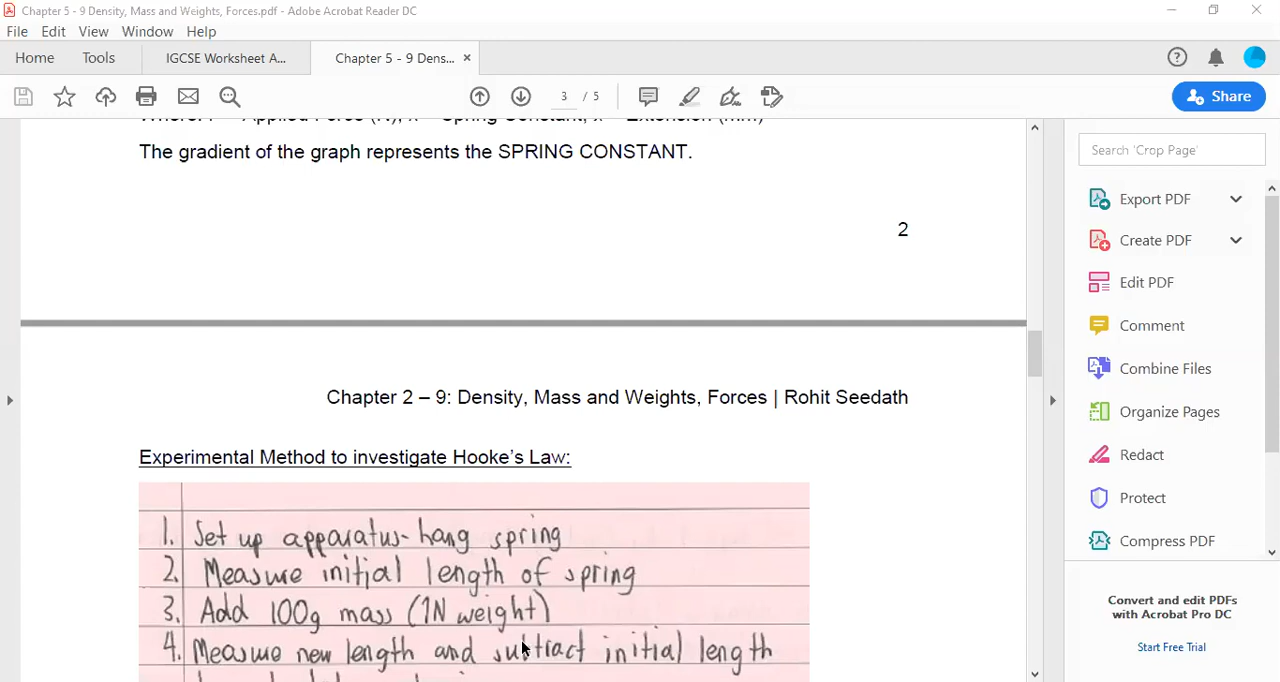 Chapter 5 - 9 Density, Mass and Weights, Forces.pdf - Adobe Acrobat Reader DC
File Edit View Window Help
Home Tools IGCSE Worksheet A... Chapter 5 - 9 Dens... ×
3 / 5 Share
The gradient of the graph represents the SPRING CONSTANT.
2
Chapter 2 – 9: Density, Mass and Weights, Forces | Rohit Seedath
Experimental Method to investigate Hooke's Law:
1. Set up apparatus - hang spring
2. Measure initial length of spring
3. Add 100g mass (1N weight)
4. Measure new length and subtract initial length
Search 'Crop Page'
Export PDF
Create PDF
Edit PDF
Comment
Combine Files
Organize Pages
Redact
Protect
Compress PDF
Convert and edit PDFs
with Acrobat Pro DC
Start Free Trial